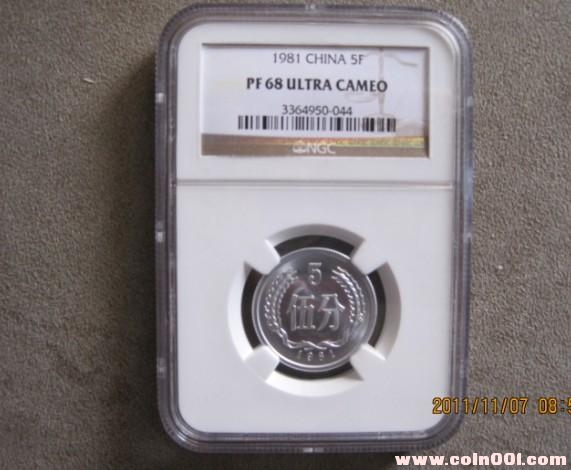 1981 CHINA 5F
PF 68 ULTRA CAMEO
3364950-044
NGC
5
伍分
1981
2011/11/07 08:5
www.coin001.com